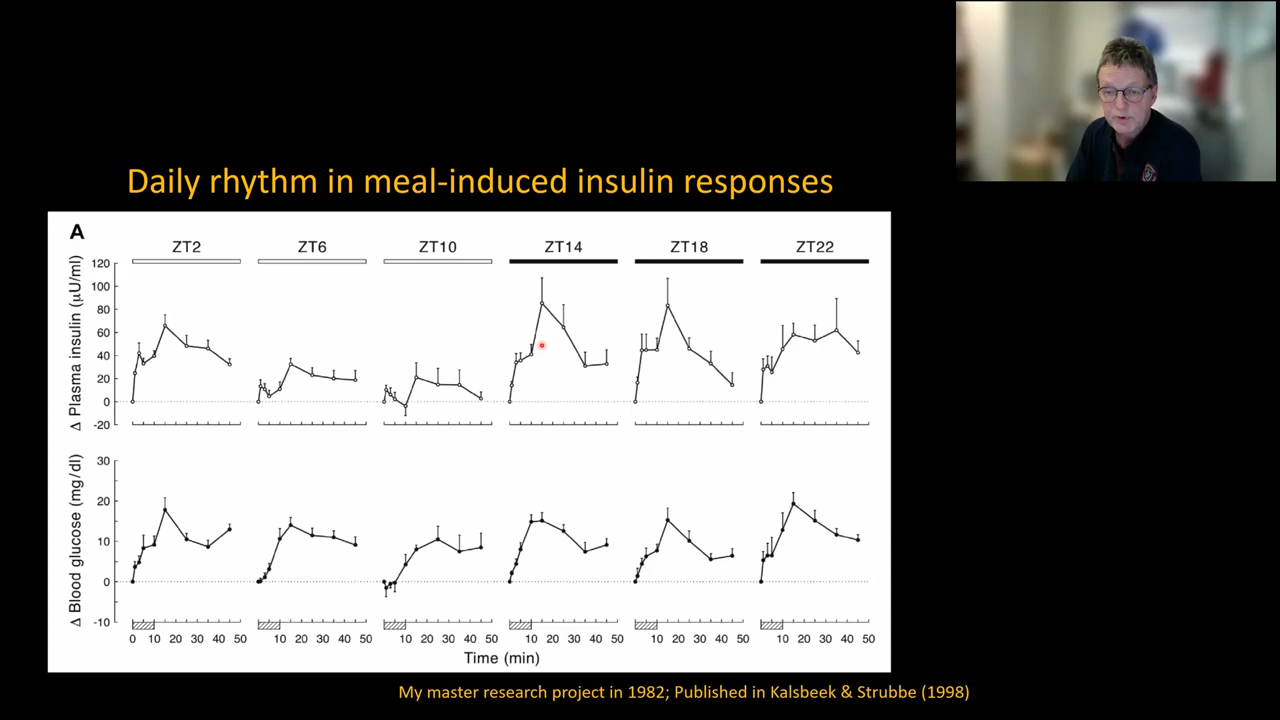 Daily rhythm in meal-induced insulin responses
A
ZT2 ZT6 ZT10 ZT14 ZT18 ZT22
Δ Plasma insulin (µU/ml)
120
100
80
60
40
20
0
-20
Δ Blood glucose (mg/dl)
30
20
10
0
-10
0 10 20 30 40 50 10 20 30 40 50 10 20 30 40 50 10 20 30 40 50 10 20 30 40 50 10 20 30 40 50
Time (min)
My master research project in 1982; Published in Kalsbeek & Strubbe (1998)